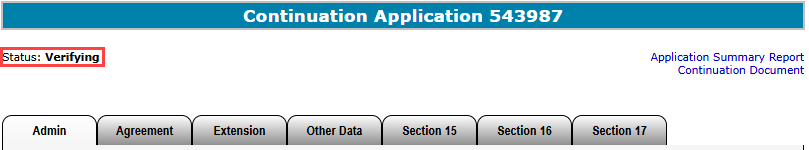 Continuation Application 543987
Status: Verifying
Application Summary Report
Continuation Document
Admin Agreement Extension Other Data Section 15 Section 16 Section 17